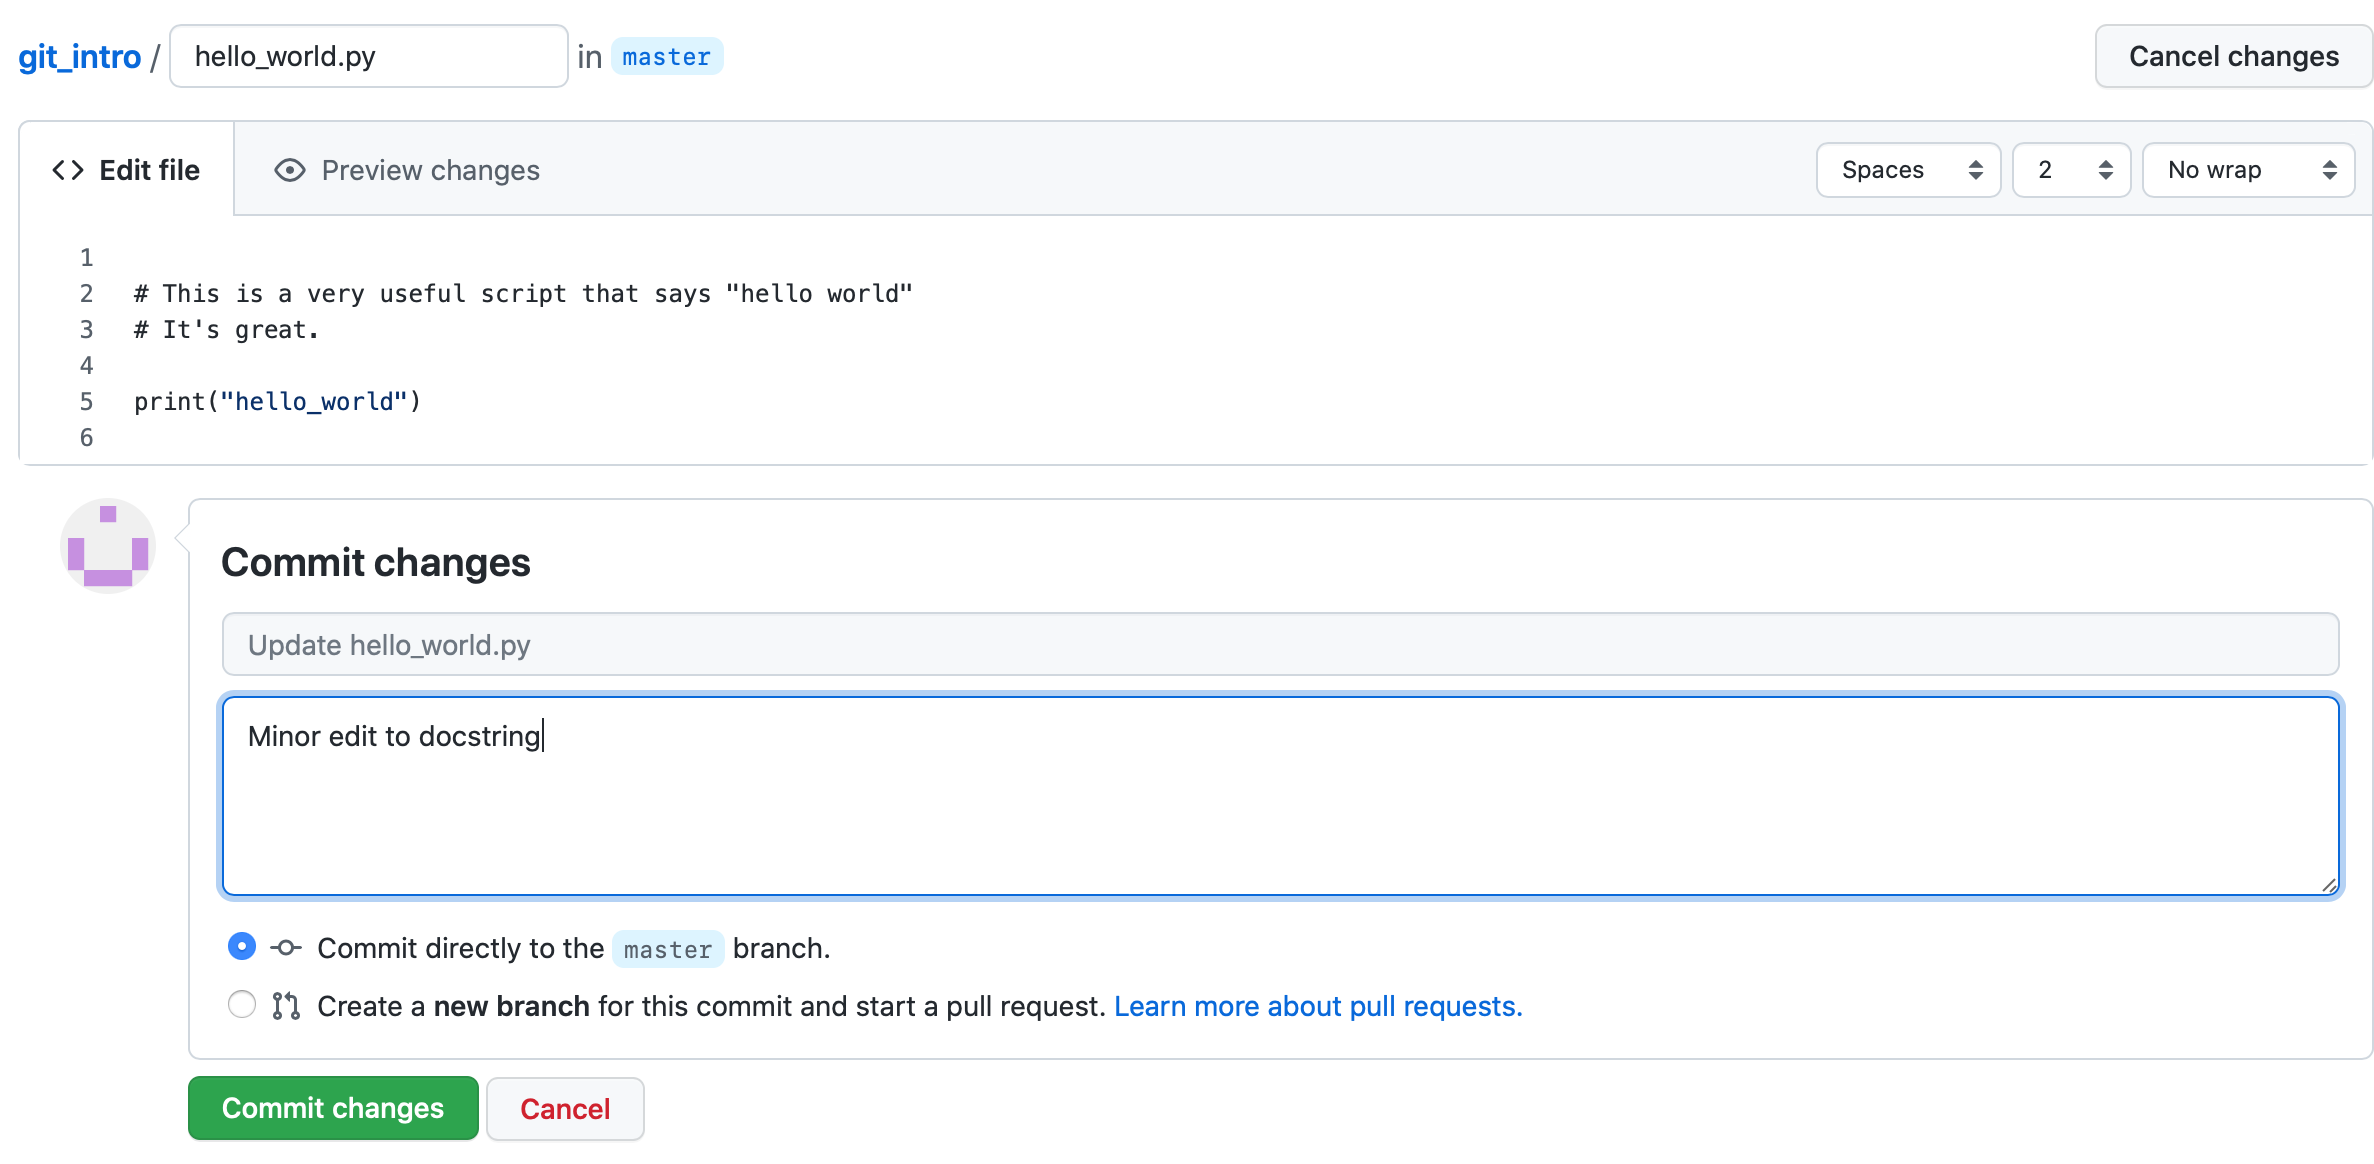 git_intro / hello_world.py in master Cancel changes
Edit file Preview changes Spaces 2 No wrap
1
2 # This is a very useful script that says "hello world"
3 # It's great.
4
5 print("hello_world")
6
Commit changes
Update hello_world.py
Minor edit to docstring
Commit directly to the master branch.
Create a new branch for this commit and start a pull request. Learn more about pull requests.
Commit changes Cancel